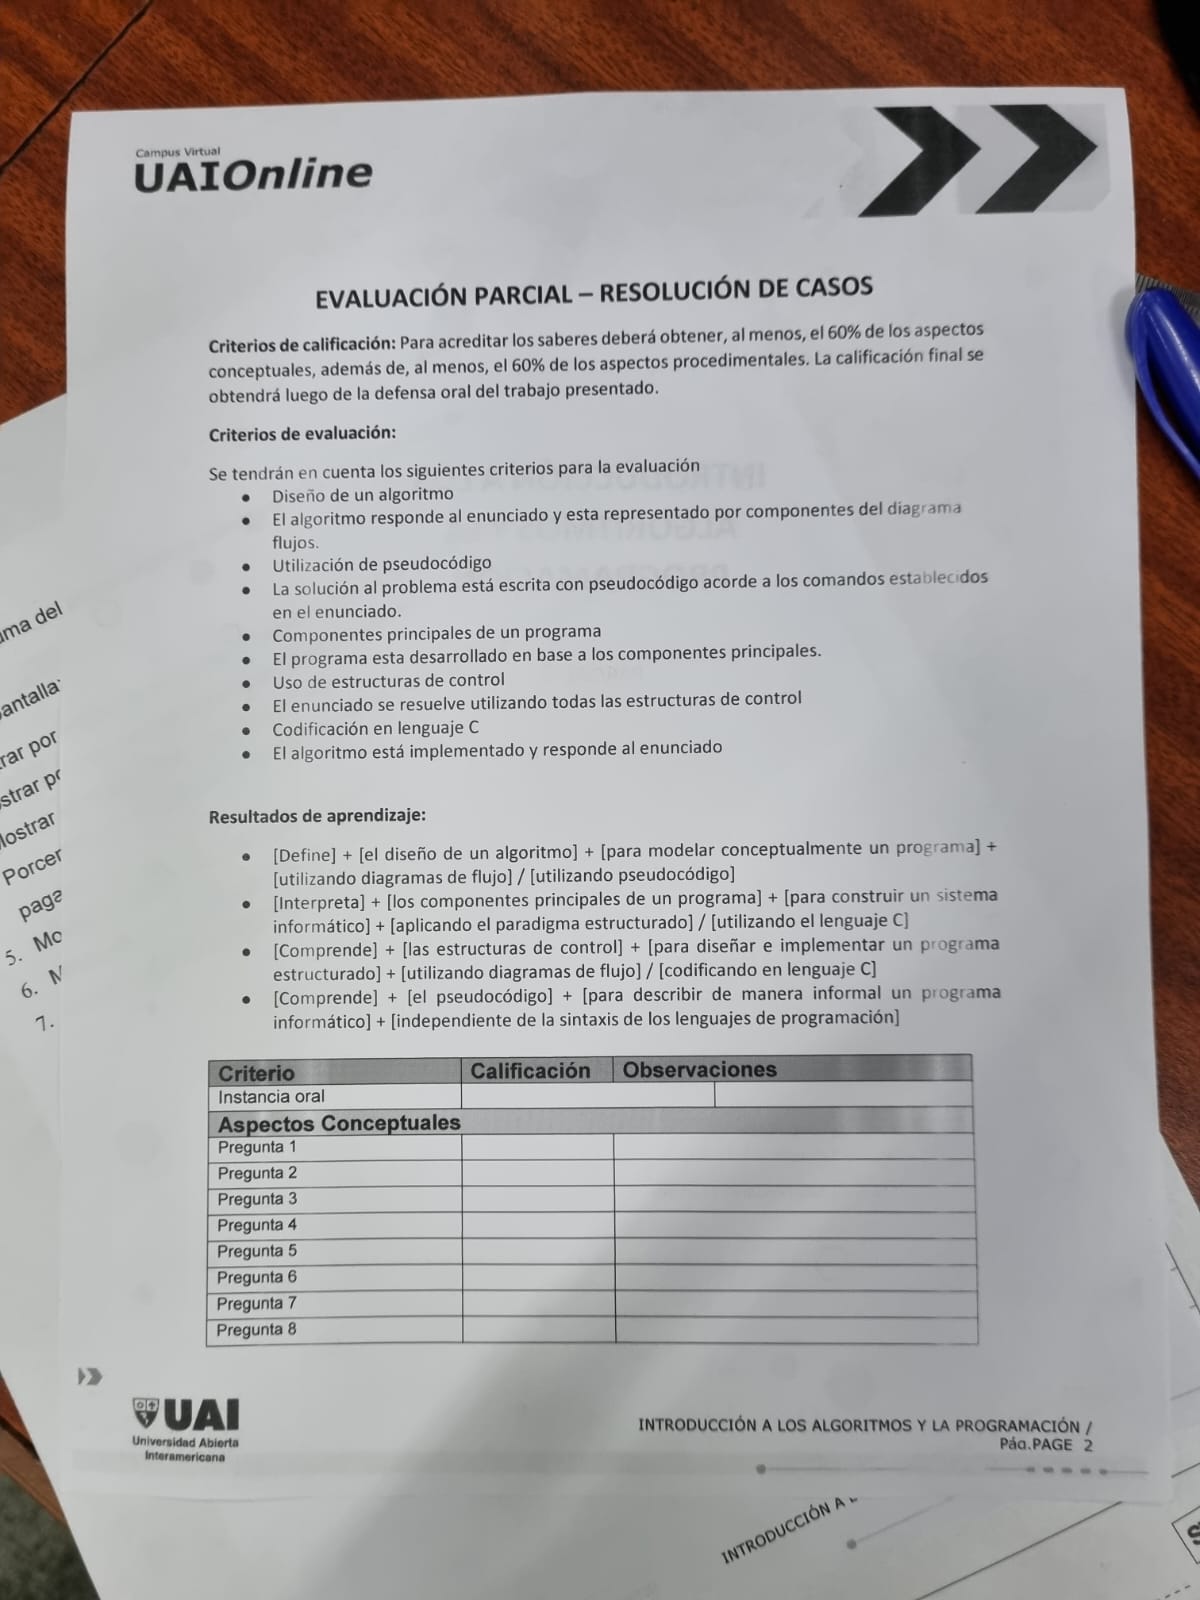 Campus Virtual
UAIOnline
EVALUACIÓN PARCIAL – RESOLUCIÓN DE CASOS
Criterios de calificación: Para acreditar los saberes deberá obtener, al menos, el 60% de los aspectos
conceptuales, además de, al menos, el 60% de los aspectos procedimentales. La calificación final se
obtendrá luego de la defensa oral del trabajo presentado.
Criterios de evaluación:
Se tendrán en cuenta los siguientes criterios para la evaluación
• Diseño de un algoritmo
• El algoritmo responde al enunciado y esta representado por componentes del diagrama
flujos.
• Utilización de pseudocódigo
• La solución al problema está escrita con pseudocódigo acorde a los comandos establecidos
en el enunciado.
• Componentes principales de un programa
• El programa esta desarrollado en base a los componentes principales.
• Uso de estructuras de control
• El enunciado se resuelve utilizando todas las estructuras de control
• Codificación en lenguaje C
• El algoritmo está implementado y responde al enunciado
Resultados de aprendizaje:
• [Define] + [el diseño de un algoritmo] + [para modelar conceptualmente un programa] +
[utilizando diagramas de flujo] / [utilizando pseudocódigo]
• [Interpreta] + [los componentes principales de un programa] + [para construir un sistema
informático] + [aplicando el paradigma estructurado] / [utilizando el lenguaje C]
• [Comprende] + [las estructuras de control] + [para diseñar e implementar un programa
estructurado] + [utilizando diagramas de flujo] / [codificando en lenguaje C]
• [Comprende] + [el pseudocódigo] + [para describir de manera informal un programa
informático] + [independiente de la sintaxis de los lenguajes de programación]
Criterio Calificación Observaciones
Instancia oral
Aspectos Conceptuales
Pregunta 1
Pregunta 2
Pregunta 3
Pregunta 4
Pregunta 5
Pregunta 6
Pregunta 7
Pregunta 8
UAI
Universidad Abierta
Interamericana
INTRODUCCIÓN A LOS ALGORITMOS Y LA PROGRAMACIÓN /
Pág.PAGE 2
del
5.
6.
7.
INTRODUCCIÓN A